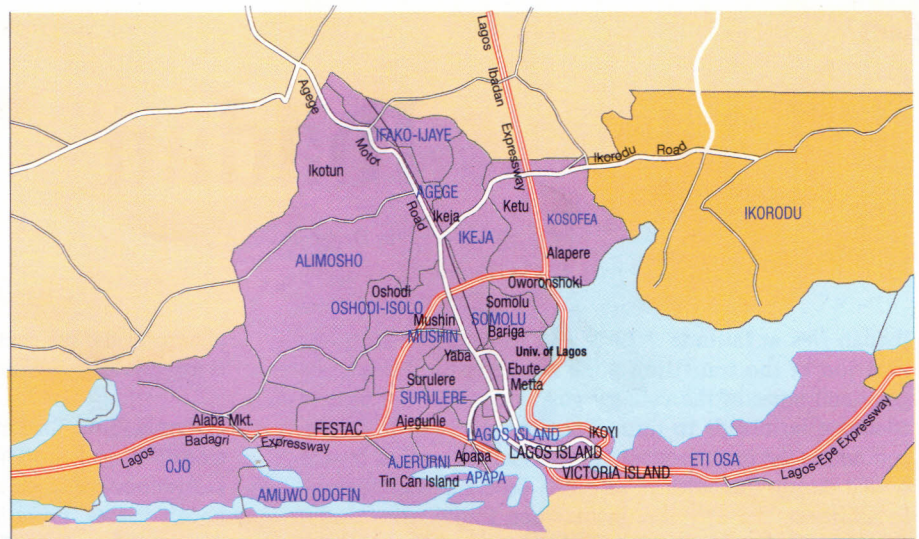 Lagos Ibadan Expressway
Agege Motor Road
IFAKO-IJAYE
Ikotun
AGEGE
Ikeja
IKEJA
Ketu
KOSOFEA
Ikorodu Road
IKORODU
ALIMOSHO
Alapere
Oshodi
OSHODI-ISOLO
Oworonshoki
Somolu
SOMOLU
Mushin
MUSHIN
Bariga
Yaba
Univ. of Lagos
Ebute-
Metta
Surulere
SURULERE
Alaba Mkt.
FESTAC
Ajegunle
Lagos Badagri Expressway
LAGOS ISLAND
IKOYI
LAGOS ISLAND
OJO
AJERURNI
Apapa
Tin Can Island
APAPA
VICTORIA ISLAND
ETI OSA
Lagos-Epe Expressway
AMUWO ODOFIN